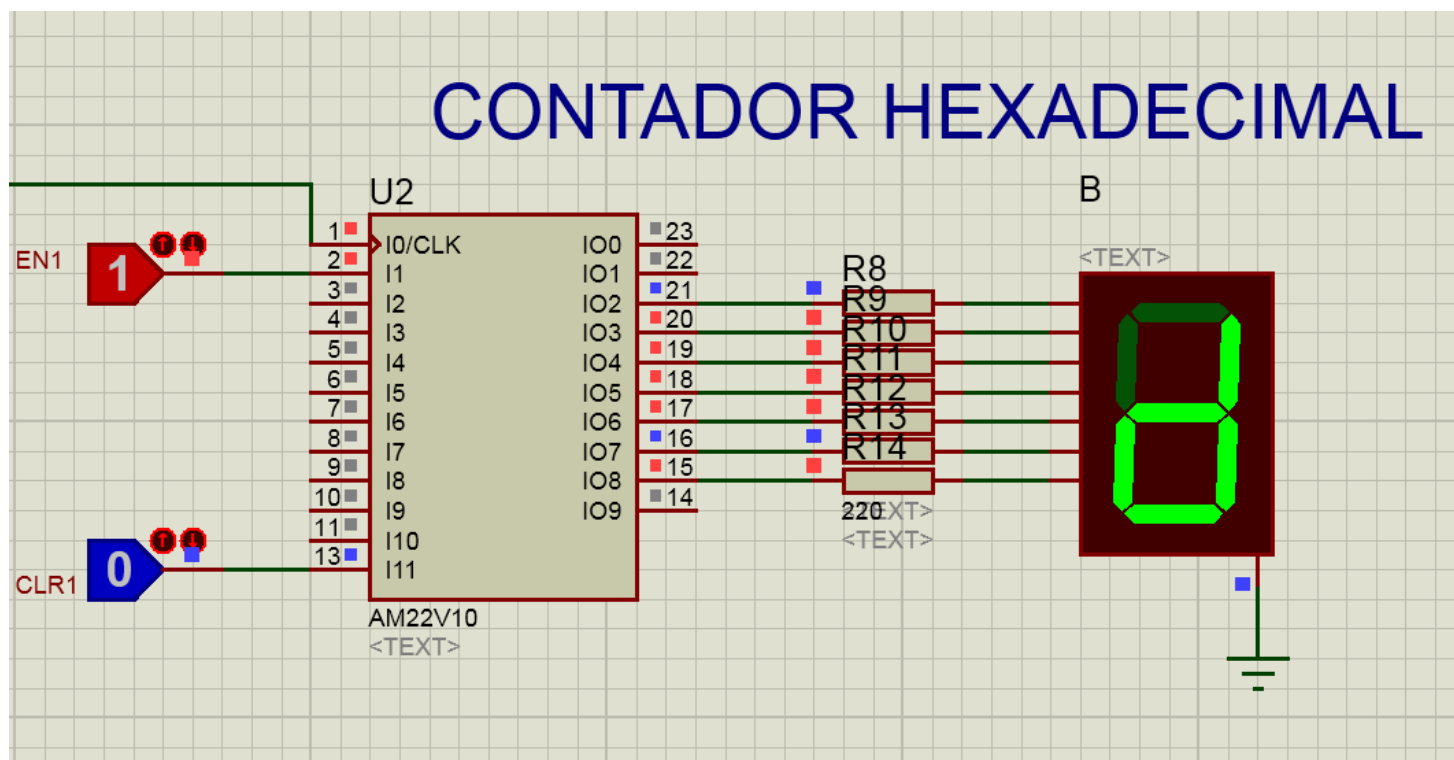 CONTADOR HEXADECIMAL
U2
B
EN1
1
CLR1
0
1 I0/CLK
2 I1
3 I2
4 I3
5 I4
6 I5
7 I6
8 I7
9 I8
10 I9
11 I10
13 I11
IO0 23
IO1 22
IO2 21
IO3 20
IO4 19
IO5 18
IO6 17
IO7 16
IO8 15
IO9 14
AM22V10
<TEXT>
R8
R9
R10
R11
R12
R13
R14
220
<TEXT>
<TEXT>
<TEXT>
d